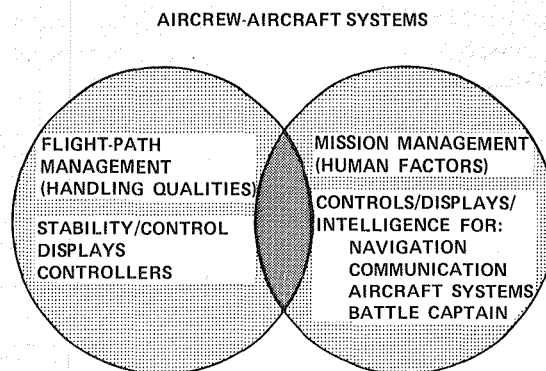 AIRCREW-AIRCRAFT SYSTEMS
FLIGHT-PATH
MANAGEMENT
(HANDLING QUALITIES)
STABILITY/CONTROL
DISPLAYS
CONTROLLERS
MISSION MANAGEMENT
(HUMAN FACTORS)
CONTROLS/DISPLAYS/
INTELLIGENCE FOR:
NAVIGATION
COMMUNICATION
AIRCRAFT SYSTEMS
BATTLE CAPTAIN